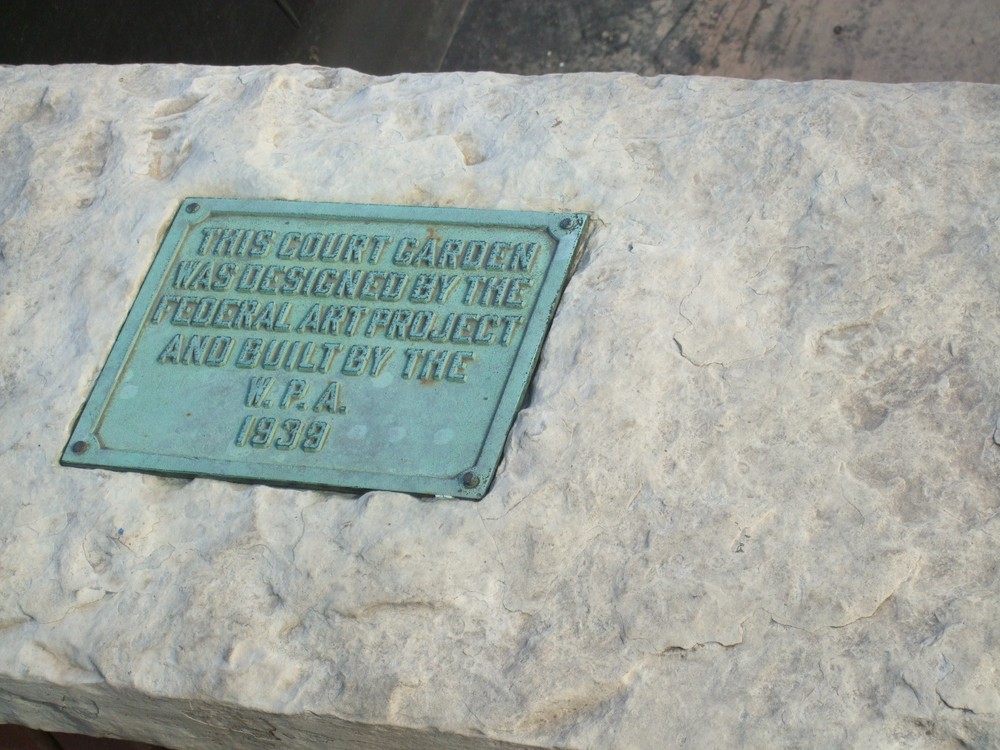 THIS COURT GARDEN
WAS DESIGNED BY THE
FEDERAL ART PROJECT
AND BUILT BY THE
W. P. A.
1939